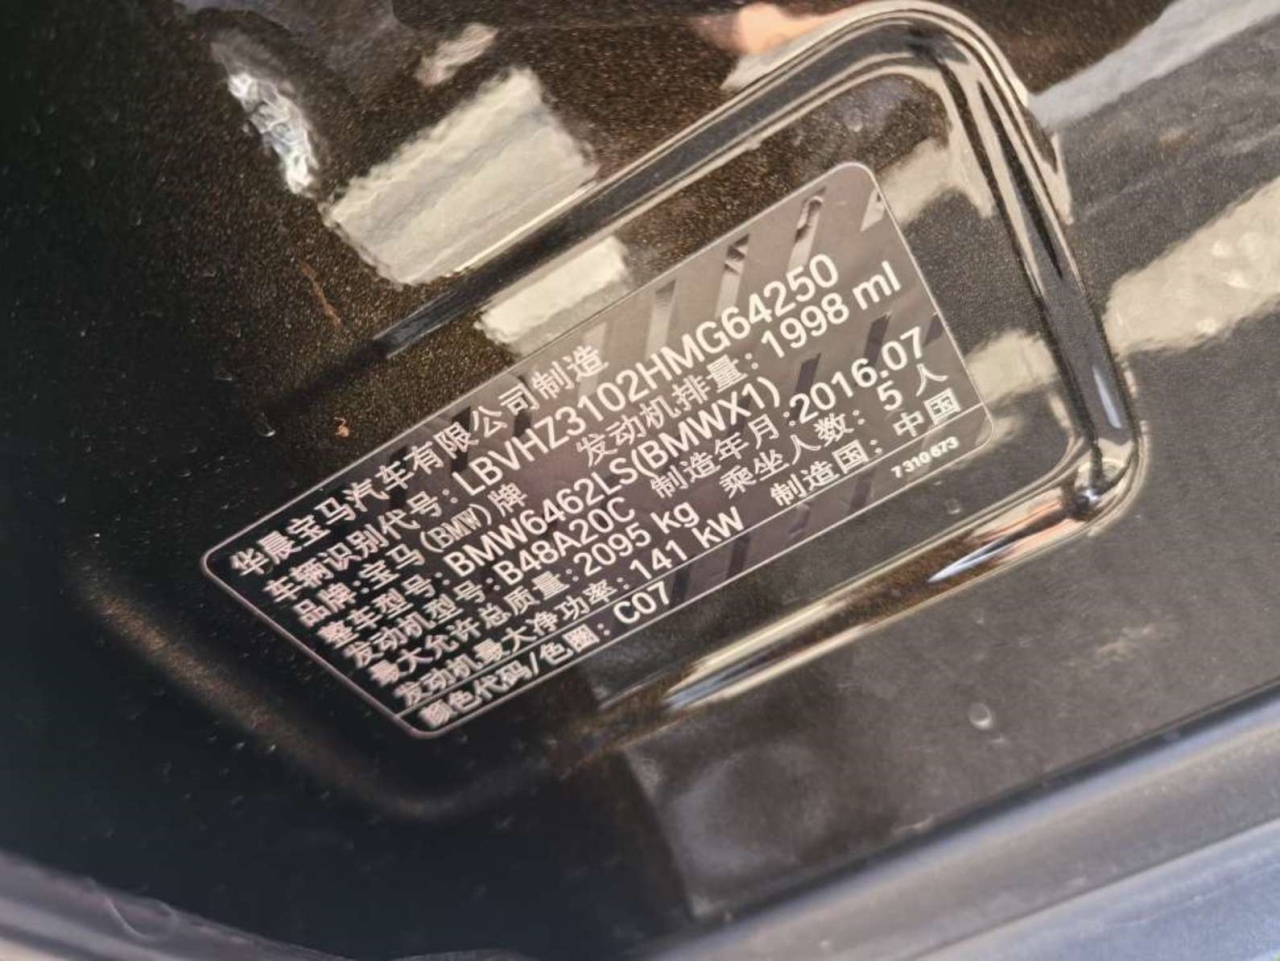 华晨宝马汽车有限公司制造
车辆识别代号:LBVHZ3102HMG64250
品牌:宝马(BMW)牌 发动机排量:1998 ml
整车型号:BMW6462LS(BMWX1)
发动机型号:B48A20C 制造年月:2016.07
最大允许总质量:2095 kg 乘坐人数:5 人
发动机最大净功率:141 kW 制造国:中国
颜色代码/色圈:C07 7310673